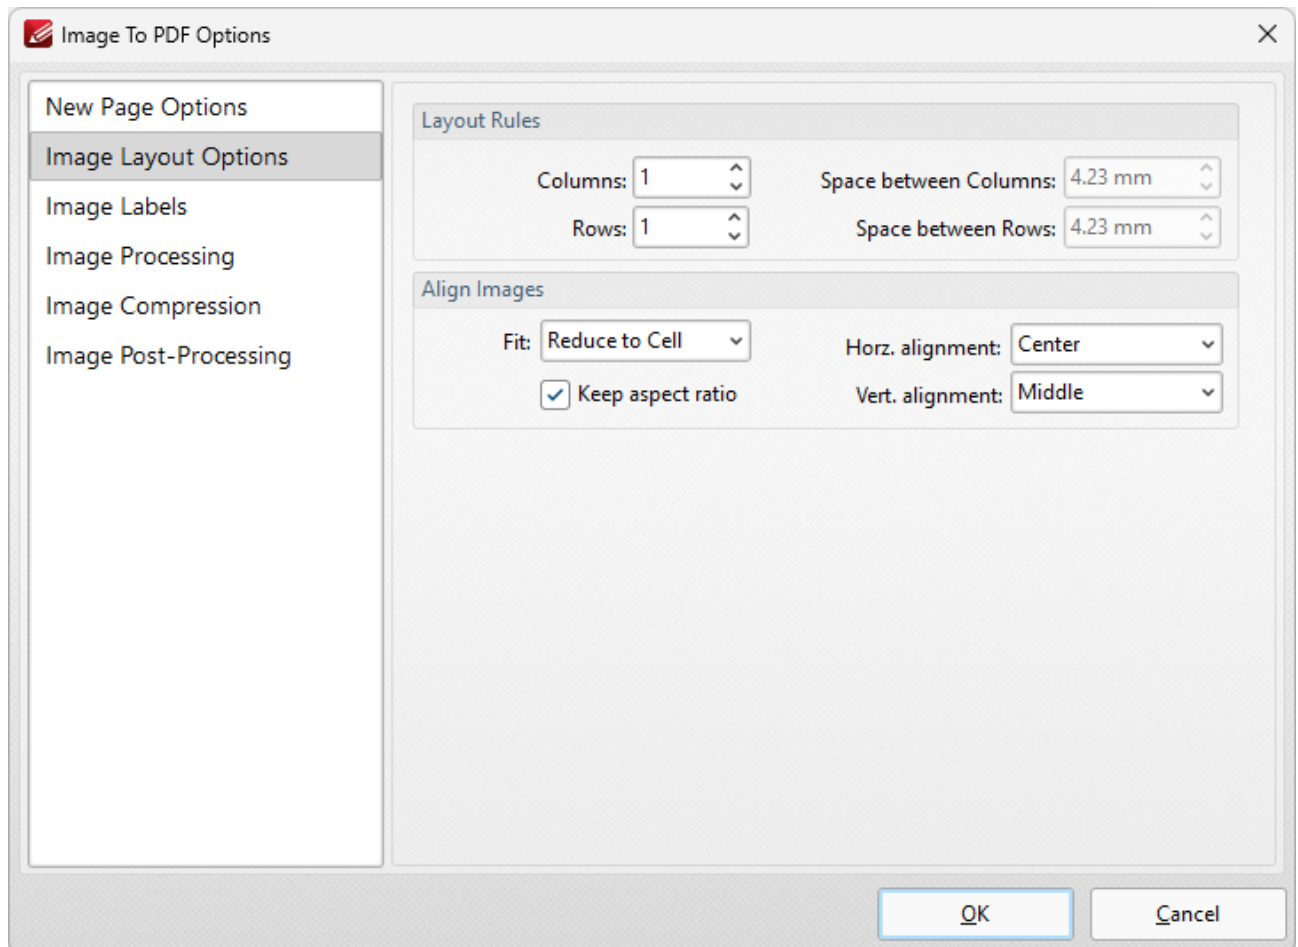 Image To PDF Options
New Page Options
Image Layout Options
Image Labels
Image Processing
Image Compression
Image Post-Processing
Layout Rules
Columns: 1 Space between Columns: 4.23 mm
Rows: 1 Space between Rows: 4.23 mm
Align Images
Fit: Reduce to Cell Horz. alignment: Center
Keep aspect ratio Vert. alignment: Middle
OK Cancel